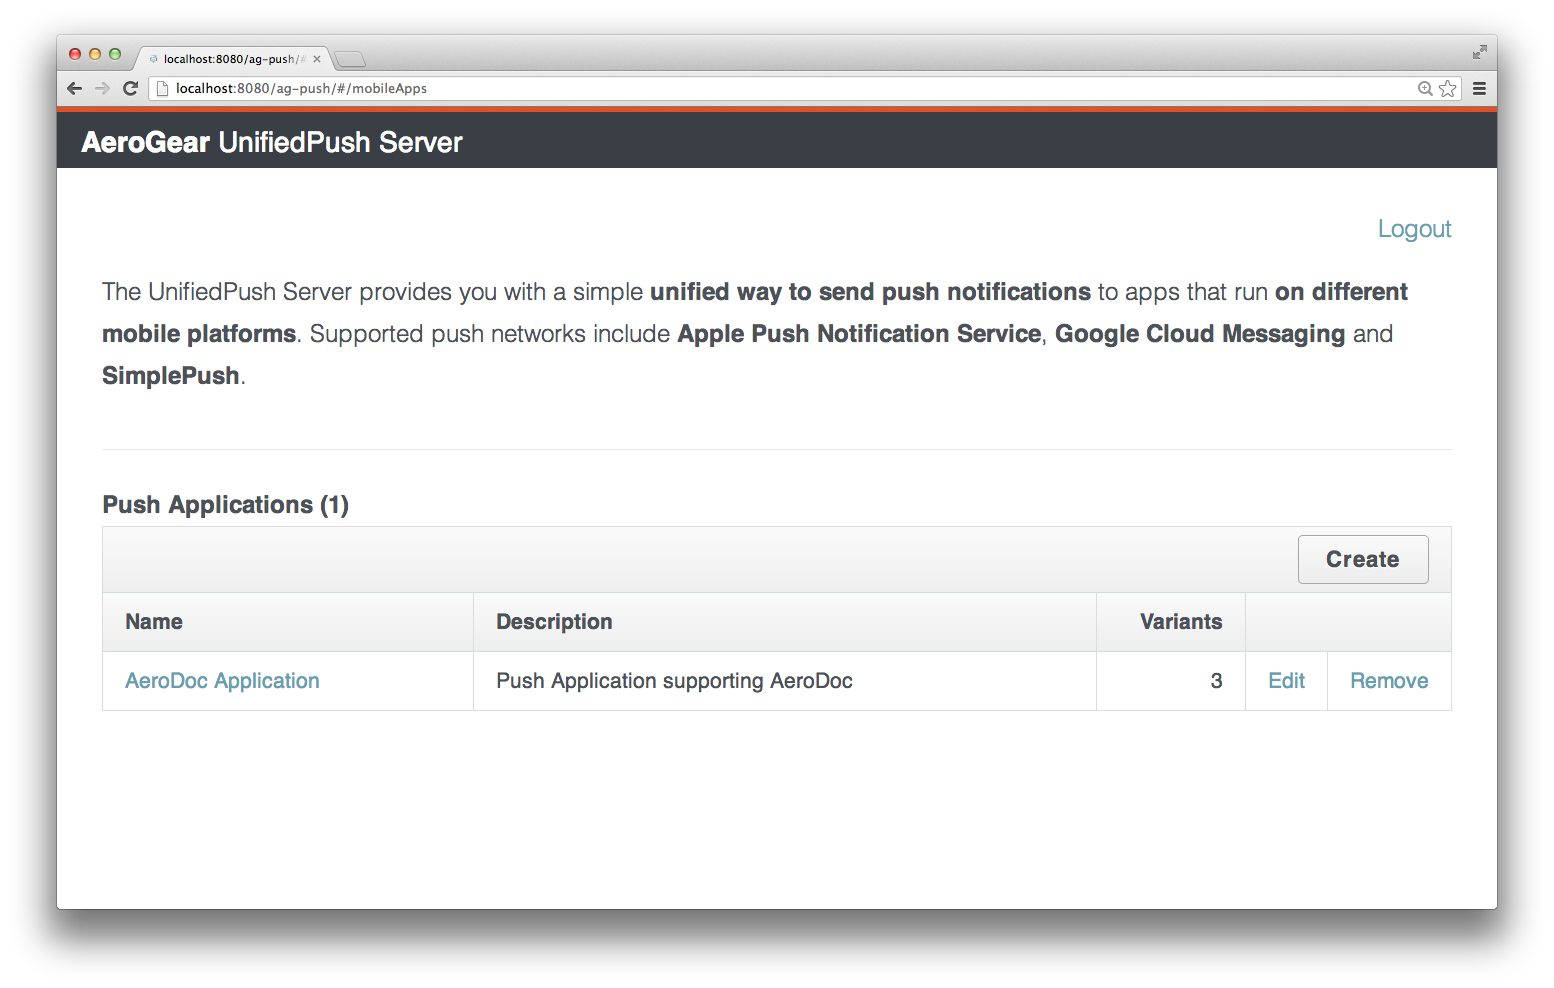 localhost:8080/ag-push/#
localhost:8080/ag-push/#/mobileApps
AeroGear UnifiedPush Server
Logout
The UnifiedPush Server provides you with a simple unified way to send push notifications to apps that run on different
mobile platforms. Supported push networks include Apple Push Notification Service, Google Cloud Messaging and
SimplePush.
Push Applications (1)
Create
Name Description Variants
AeroDoc Application Push Application supporting AeroDoc 3 Edit Remove